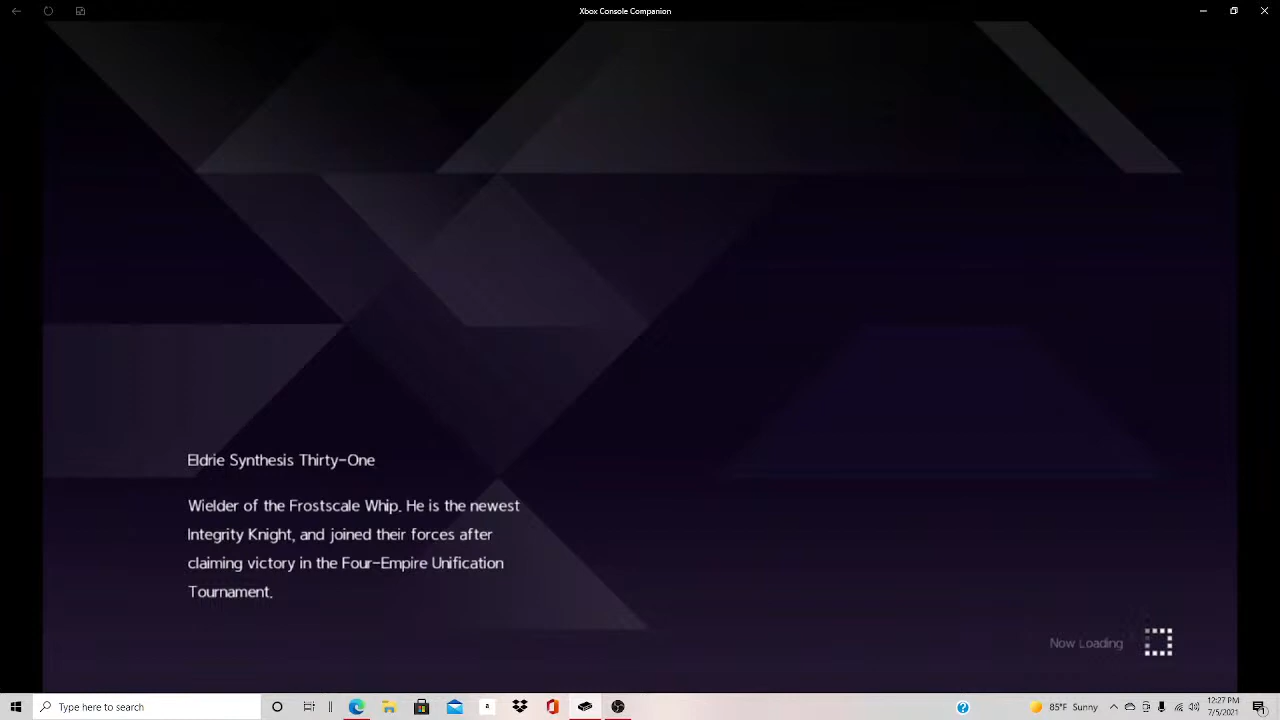 Xbox Console Companion
Eldrie Synthesis Thirty-One
Wielder of the Frostscale Whip. He is the newest
Integrity Knight, and joined their forces after
claiming victory in the Four-Empire Unification
Tournament.
Now Loading
Type here to search
85°F Sunny
12:27 PM
7/5/2021